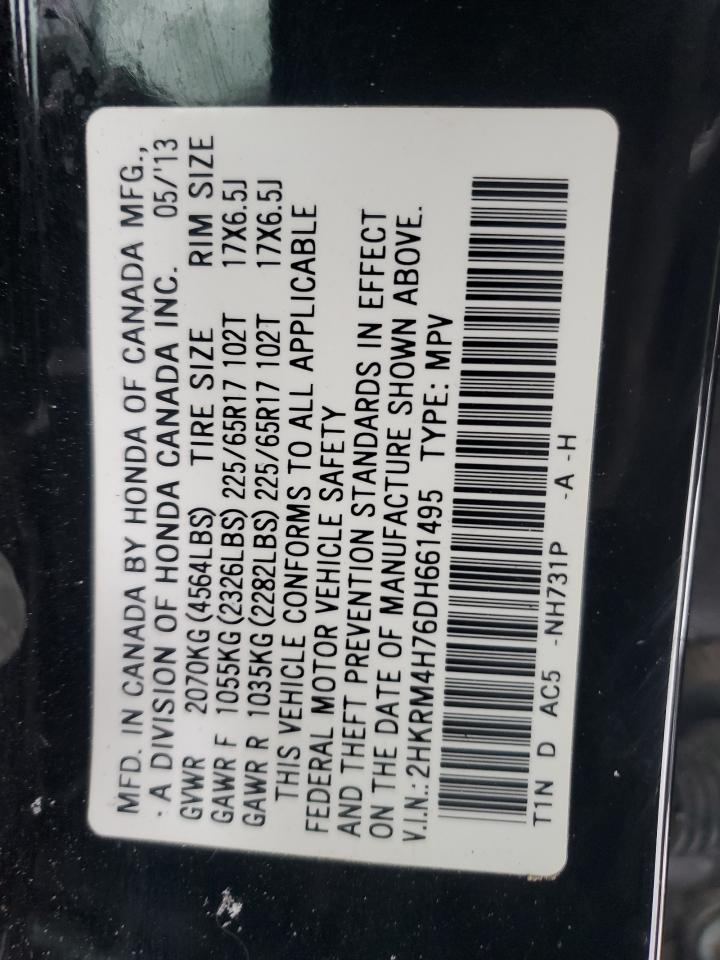 MFD. IN CANADA BY HONDA OF CANADA MFG.,
· A DIVISION OF HONDA CANADA INC. 05/'13
GVWR 2070KG(4564LBS) TIRE SIZE RIM SIZE
GAWR F 1055KG(2326LBS) 225/65R17 102T 17X6.5J
GAWR R 1035KG(2282LBS) 225/65R17 102T 17X6.5J
THIS VEHICLE CONFORMS TO ALL APPLICABLE
FEDERAL MOTOR VEHICLE SAFETY
AND THEFT PREVENTION STANDARDS IN EFFECT
ON THE DATE OF MANUFACTURE SHOWN ABOVE.
V.I.N.:2HKRM4H76DH661495 TYPE: MPV
T1N D AC5 -NH731P -A -H